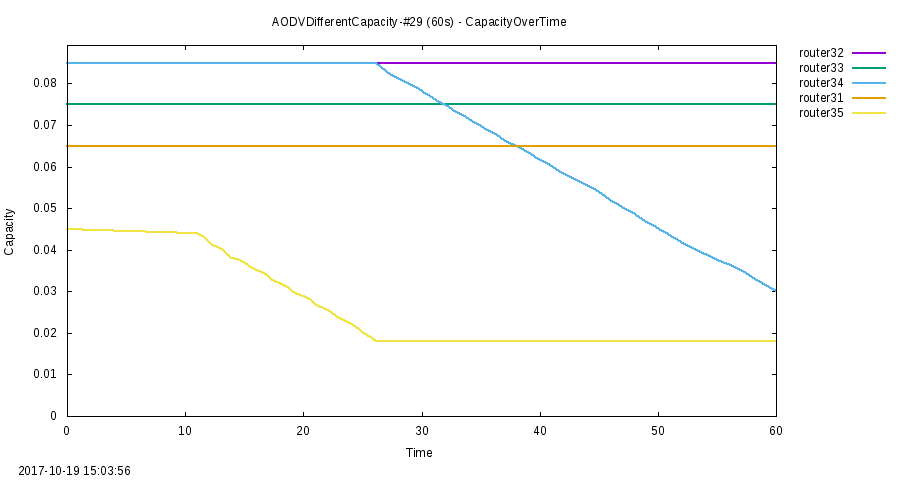 AODVDifferentCapacity-#29 (60s) - CapacityOverTime
router32
router33
router34
router31
router35
0.08
0.07
0.06
0.05
0.04
0.03
0.02
0.01
0
Capacity
0 10 20 30 40 50 60
Time
2017-10-19 15:03:56